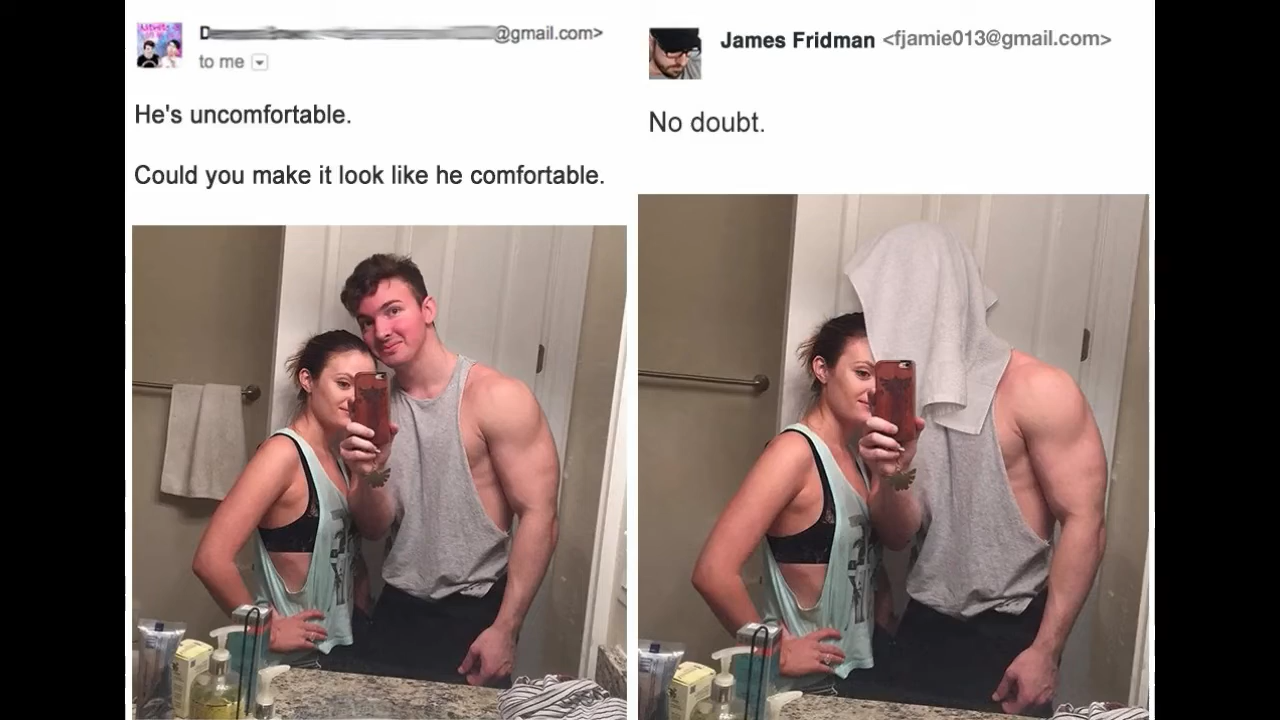 D @gmail.com>
to me
He's uncomfortable.
Could you make it look like he comfortable.
James Fridman <fjamie013@gmail.com>
No doubt.